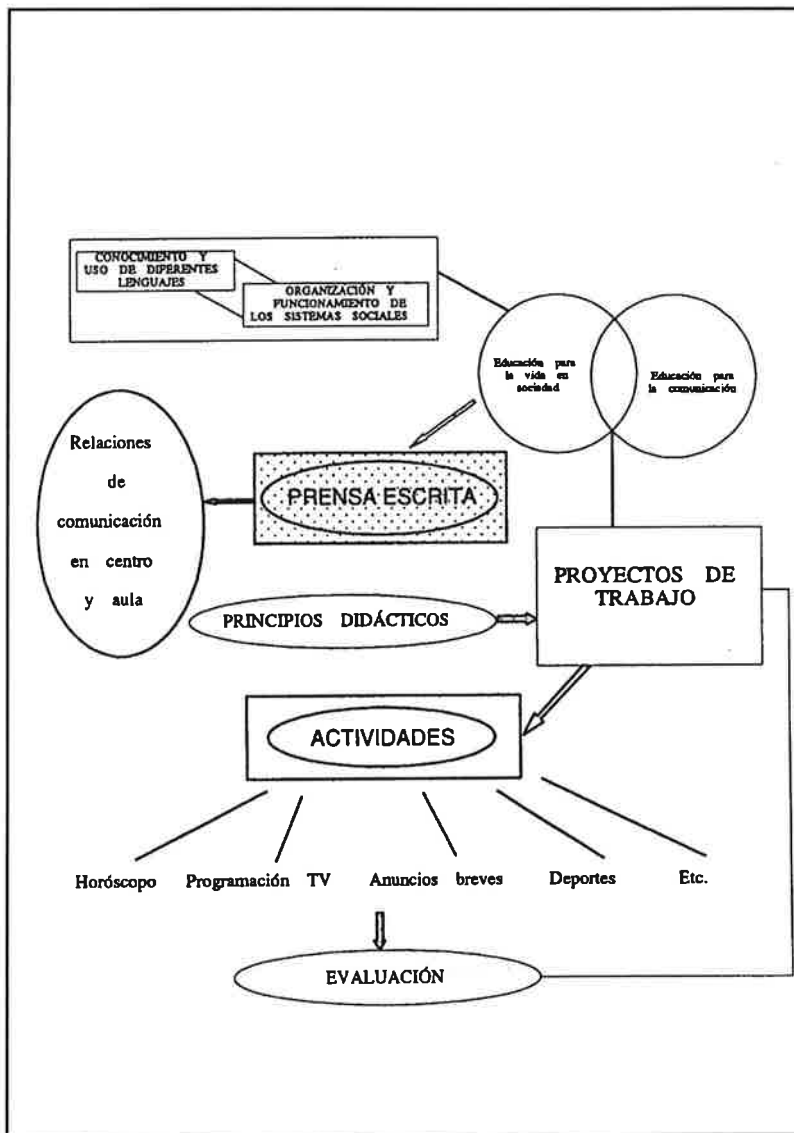 CONOCIMIENTO Y
USO DE DIFERENTES
LENGUAJES
ORGANIZACIÓN Y
FUNCIONAMIENTO DE
LOS SISTEMAS SOCIALES
Educación para
la vida en
sociedad
Educación para
la comunicación
Relaciones
de
comunicación
en centro
y aula
PRENSA ESCRITA
PROYECTOS DE
TRABAJO
PRINCIPIOS DIDÁCTICOS
ACTIVIDADES
Horóscopo Programación TV Anuncios breves Deportes Etc.
EVALUACIÓN